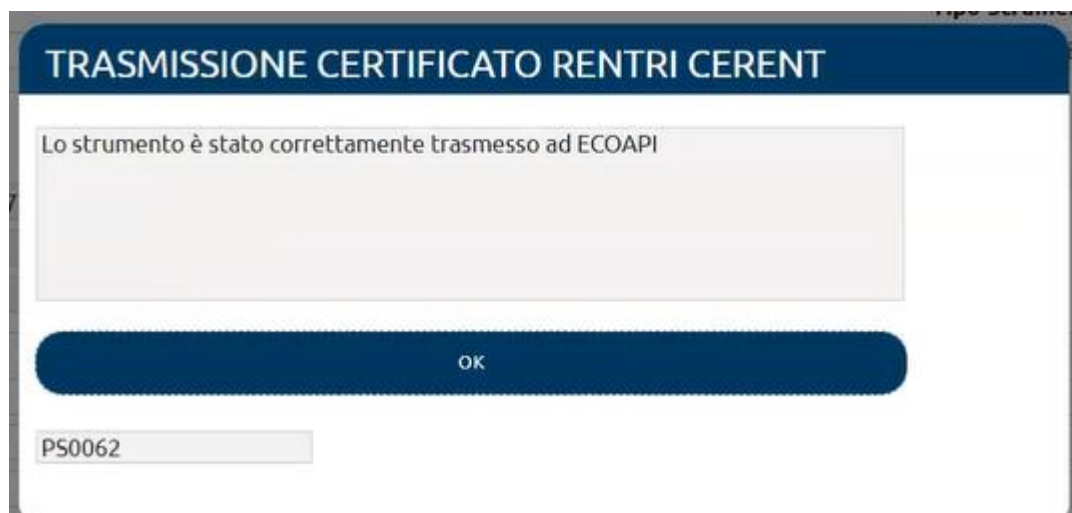 TRASMISSIONE CERTIFICATO RENTRI CERENT
Lo strumento è stato correttamente trasmesso ad ECOAPI
OK
PS0062